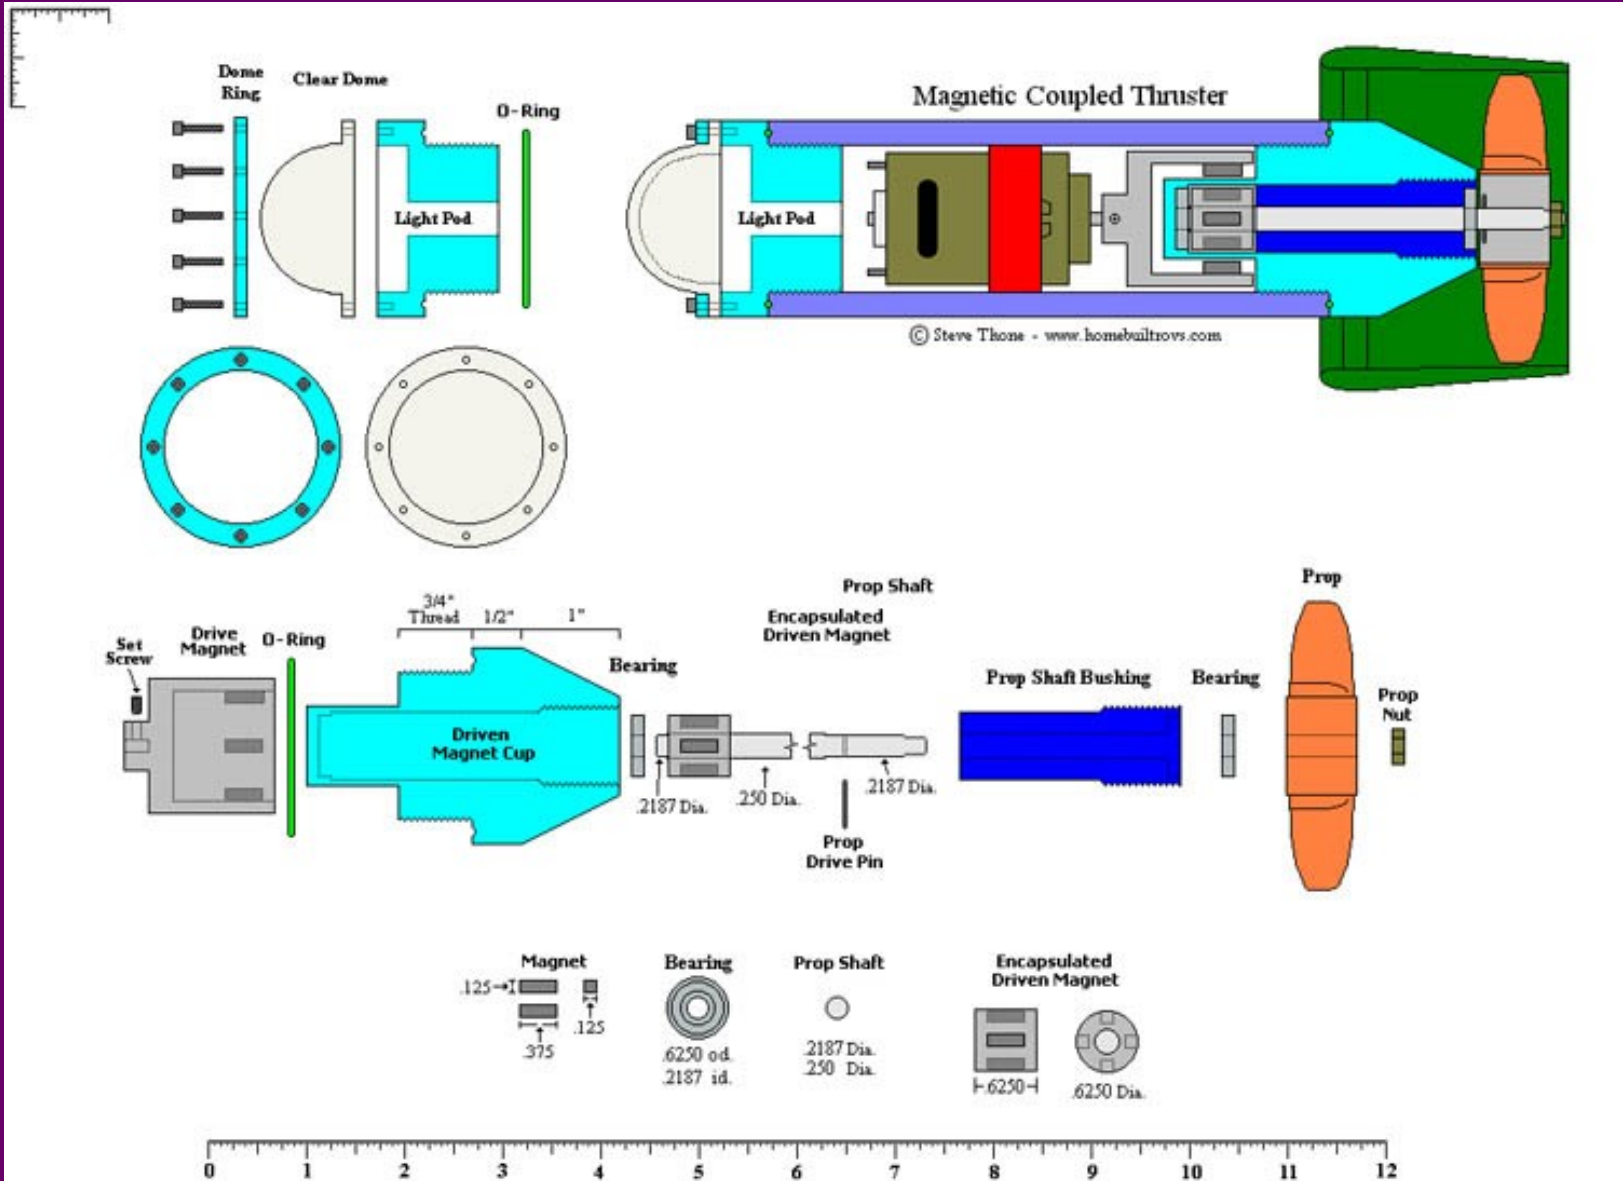 Dome
Ring
Clear Dome
O-Ring
Light Pod
Magnetic Coupled Thruster
Light Pod
© Steve Thone - www.homebuiltrovs.com
Set
Screw
Drive
Magnet
O-Ring
3/4"
Thread
1/2"
1"
Driven
Magnet Cup
Bearing
Prop Shaft
Encapsulated
Driven Magnet
.2187 Dia.
.250 Dia.
.2187 Dia.
Prop
Drive Pin
Prop Shaft Bushing
Bearing
Prop
Prop
Nut
Magnet
.125
.125
.375
Bearing
.6250 od.
.2187 id.
Prop Shaft
.2187 Dia.
.250 Dia.
Encapsulated
Driven Magnet
.6250
.6250 Dia.
0 1 2 3 4 5 6 7 8 9 10 11 12